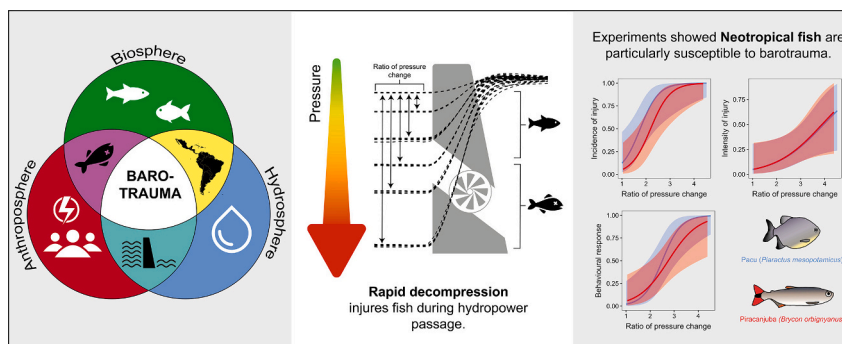 Biosphere
Anthroposphere
Hydrosphere
BARO-
TRAUMA
Pressure
Ratio of pressure
change
Rapid decompression
injures fish during hydropower
passage.
Experiments showed Neotropical fish are
particularly susceptible to barotrauma.
Incidence of injury
1.00
0.75
0.50
0.25
0.00
1 2 3 4
Ratio of pressure change
Intensity of injury
0.75
0.50
0.25
0.00
1 2 3 4
Ratio of pressure change
Behavioural response
1.00
0.75
0.50
0.25
0.00
1 2 3 4
Ratio of pressure change
Pacu (Piaractus mesopotamicus)
Piracanjuba (Brycon orbignyanus)